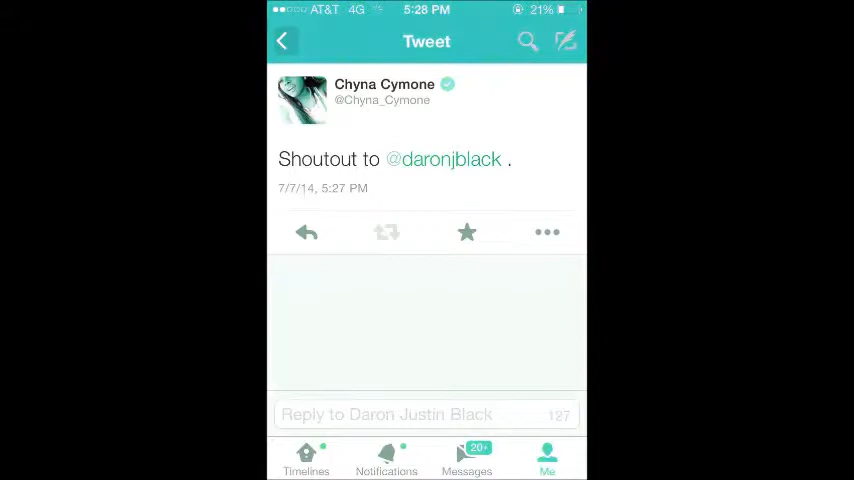 AT&T 4G 5:28 PM 21%
Tweet
Chyna Cymone
@Chyna_Cymone
Shoutout to @daronjblack .
7/7/14, 5:27 PM
Reply to Daron Justin Black 127
20+
Timelines Notifications Messages Me